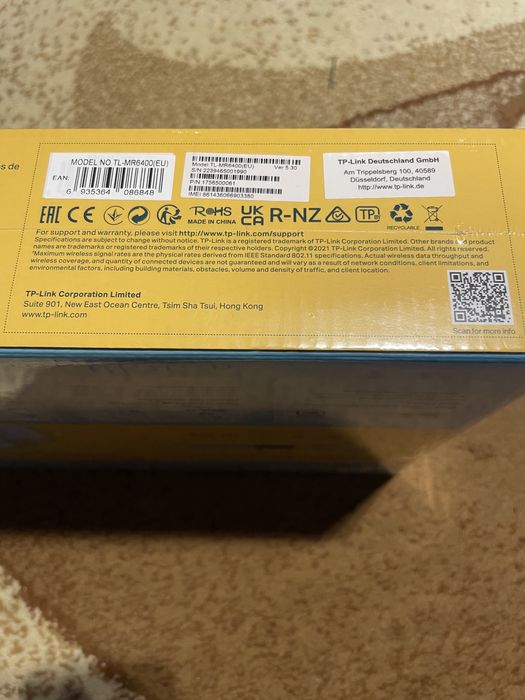 es de
MODEL NO.TL-MR6400(EU)
EAN:
6 935364 086848
Model:TL-MR6400(EU)
S/N:2239465001990 Ver:5.30
P/N:1736500061
IMEI:861436066903380
TP-Link Deutschland GmbH
Am Trippelsberg 100, 40589
Düsseldorf, Deutschland
http://www.tp-link.de
EAC CE RoHS UKCA R-NZ TP
MADE IN CHINA
RECYCLABLE
For support and warranty, please visit http://www.tp-link.com/support
Specifications are subject to change without notice. TP-Link is a registered trademark of TP-Link Corporation Limited. Other brands and product
names are trademarks or registered trademarks of their respective holders. Copyright ©2021 TP-Link Corporation Limited. All rights reserved.
*Maximum wireless signal rates are the physical rates derived from IEEE Standard 802.11 specifications. Actual wireless data throughput and
wireless coverage, and quantity of connected devices are not guaranteed and will vary as a result of network conditions, client limitations, and
environmental factors, including building materials, obstacles, volume and density of traffic, and client location.
TP-Link Corporation Limited
Suite 901, New East Ocean Centre, Tsim Sha Tsui, Hong Kong
www.tp-link.com
Scan for more info